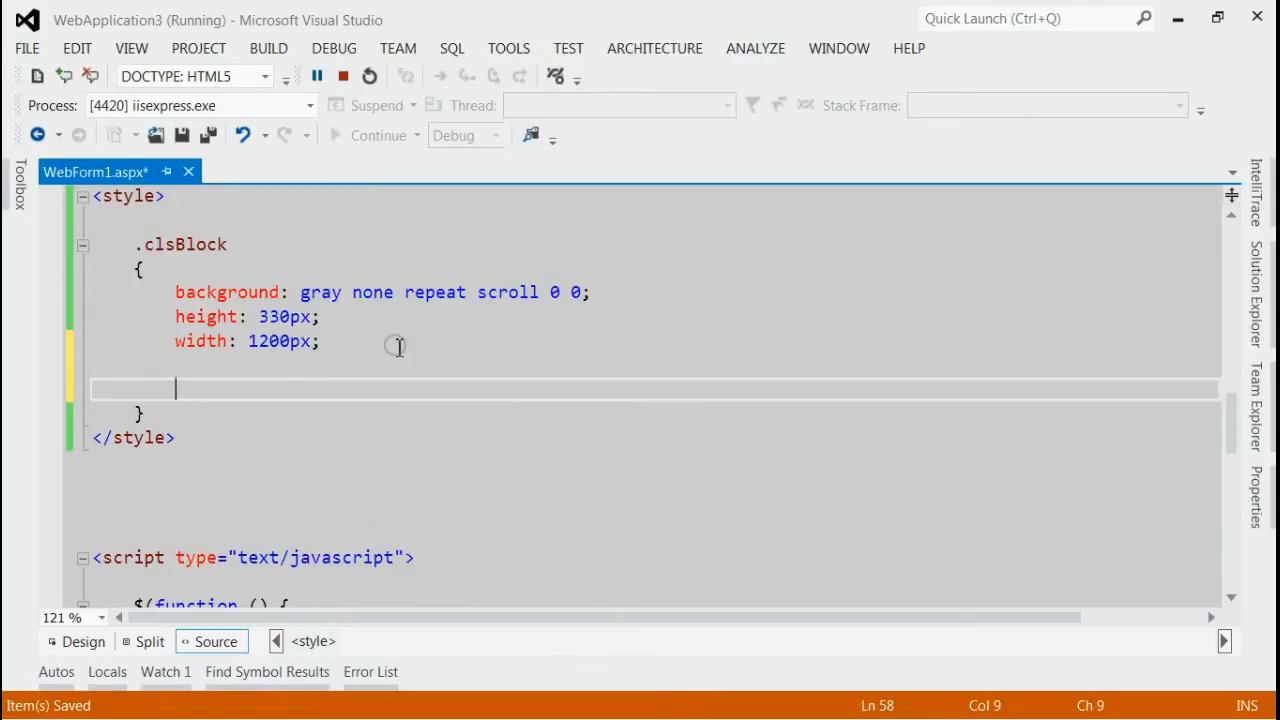 WebApplication3 (Running) - Microsoft Visual Studio
Quick Launch (Ctrl+Q)
FILE EDIT VIEW PROJECT BUILD DEBUG TEAM SQL TOOLS TEST ARCHITECTURE ANALYZE WINDOW HELP
DOCTYPE: HTML5
Process: [4420] iisexpress.exe Suspend Thread: Stack Frame:
Continue Debug
WebForm1.aspx*
Toolbox
<style>
.clsBlock
{
background: gray none repeat scroll 0 0;
height: 330px;
width: 1200px;
}
</style>
<script type="text/javascript">
$(function () {
IntelliTrace
Solution Explorer
Team Explorer
Properties
121 %
Design Split Source <style>
Autos Locals Watch 1 Find Symbol Results Error List
Item(s) Saved Ln 58 Col 9 Ch 9 INS